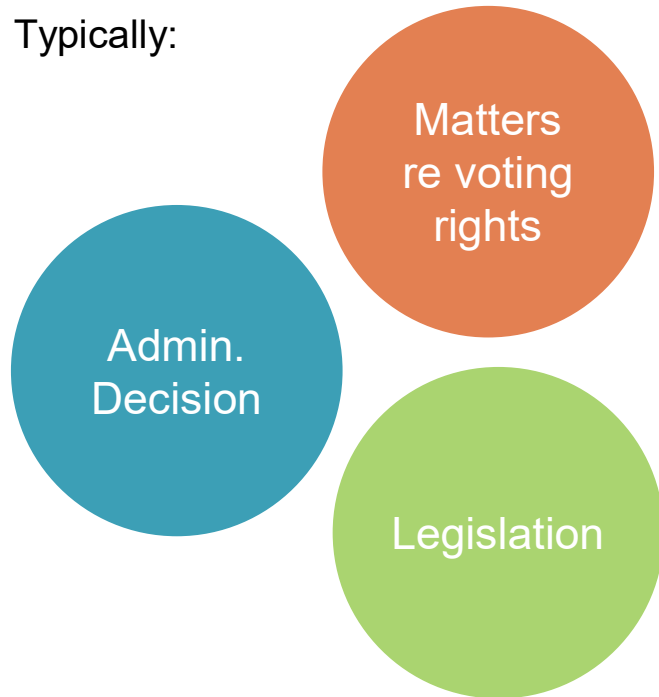 Typically:
Matters
re voting
rights
Admin.
Decision
Legislation